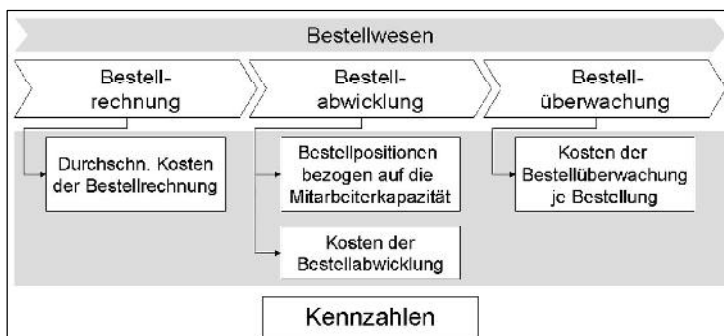 Bestellwesen
Bestell-
rechnung
Bestell-
abwicklung
Bestell-
überwachung
Durchschn. Kosten
der Bestellrechnung
Bestellpositionen
bezogen auf die
Mitarbeiterkapazität
Kosten der
Bestellüberwachung
je Bestellung
Kosten der
Bestellabwicklung
Kennzahlen